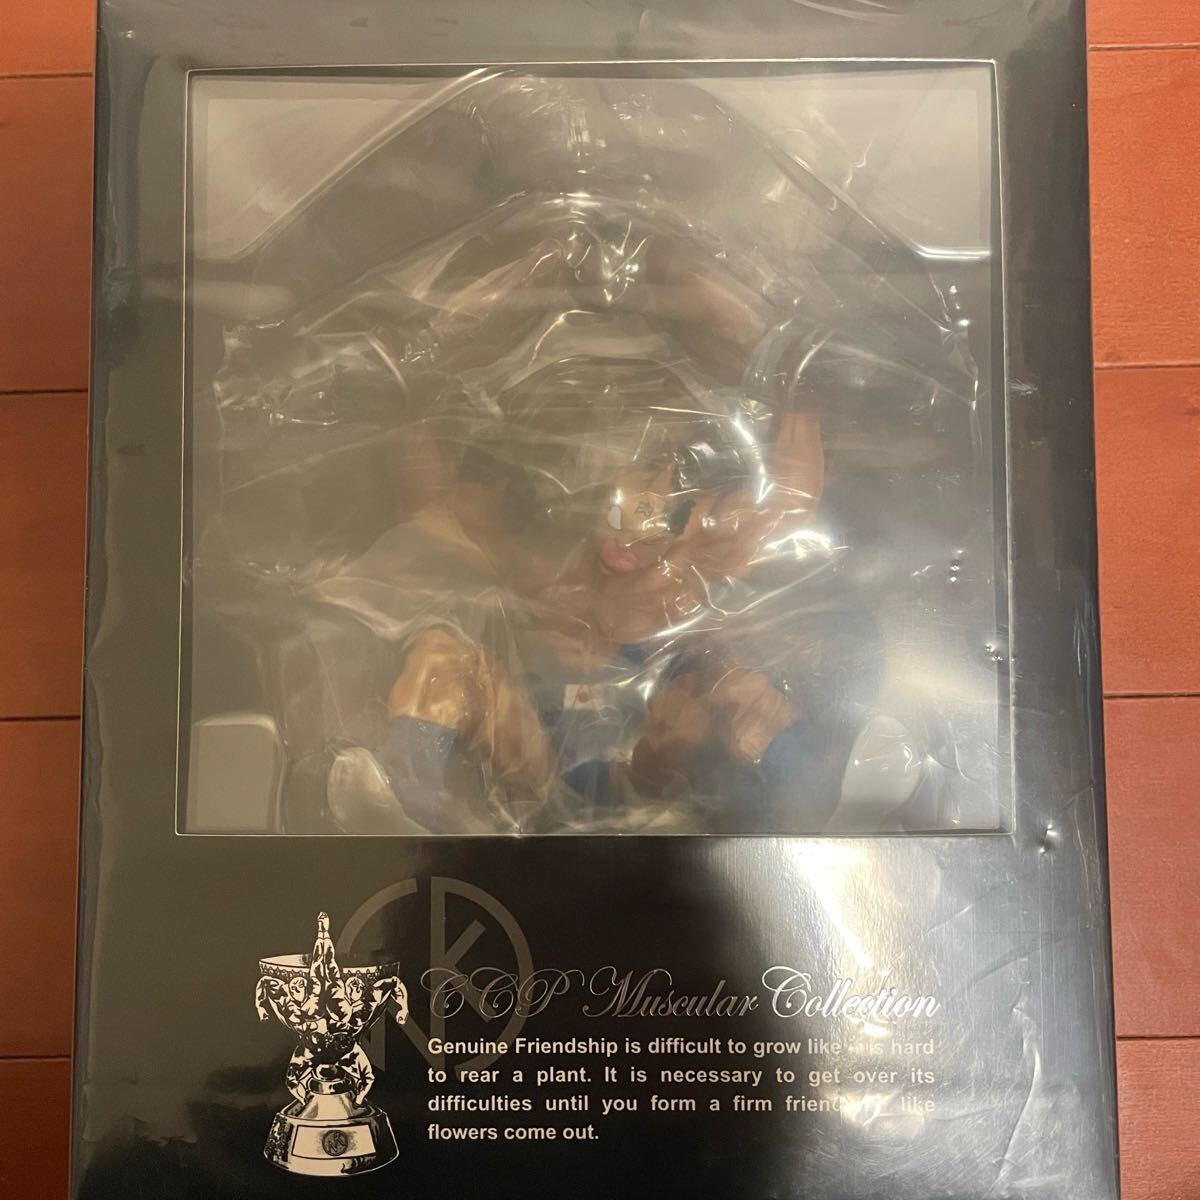 CCP Muscular Collection
Genuine Friendship is difficult to grow like it is hard
to rear a plant. It is necessary to get over its
difficulties until you form a firm like
flowers come out.